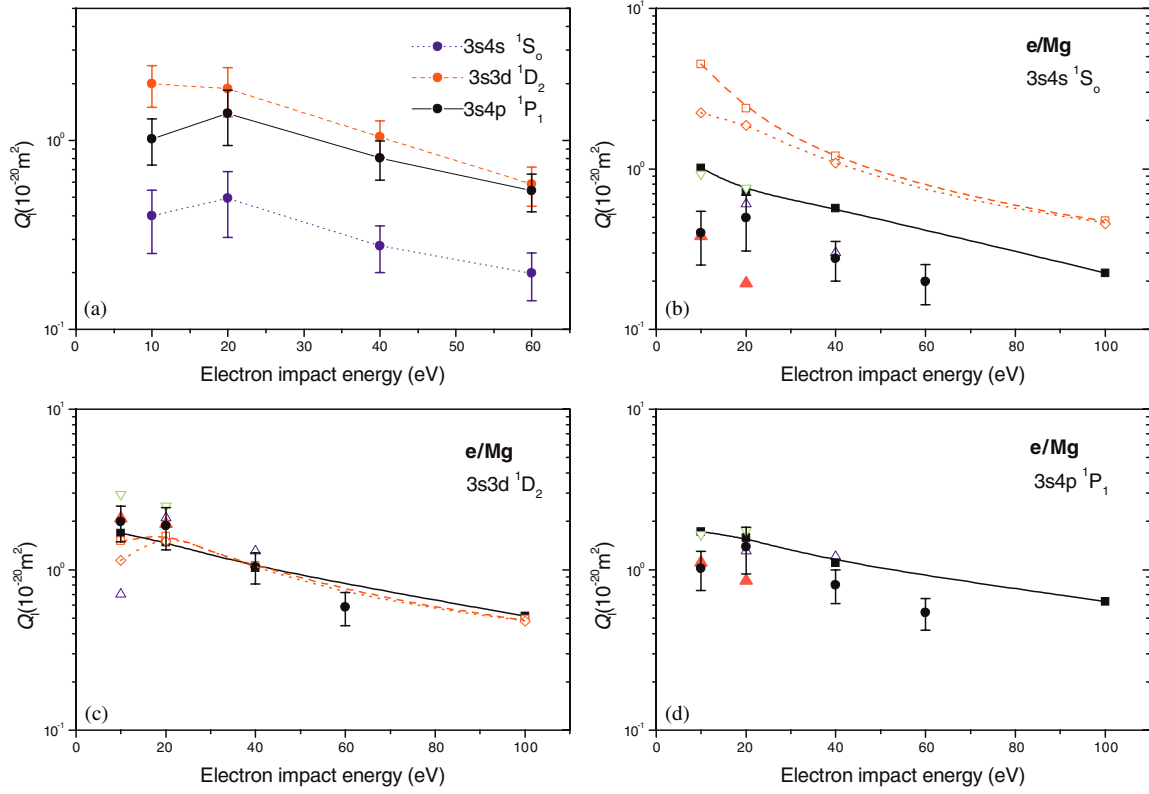 3s4s ¹S₀
3s3d ¹D₂
3s4p ¹P₁
10⁰
10⁻¹
Q_I(10⁻²⁰m²)
(a)
0 10 20 30 40 50 60
Electron impact energy (eV)
e/Mg
3s4s ¹S₀
10¹
10⁰
10⁻¹
Q_I(10⁻²⁰m²)
(b)
0 20 40 60 80 100
Electron impact energy (eV)
e/Mg
3s3d ¹D₂
10¹
10⁰
10⁻¹
Q_I(10⁻²⁰m²)
(c)
0 20 40 60 80 100
Electron impact energy (eV)
e/Mg
3s4p ¹P₁
10¹
10⁰
10⁻¹
Q_I(10⁻²⁰m²)
(d)
0 20 40 60 80 100
Electron impact energy (eV)